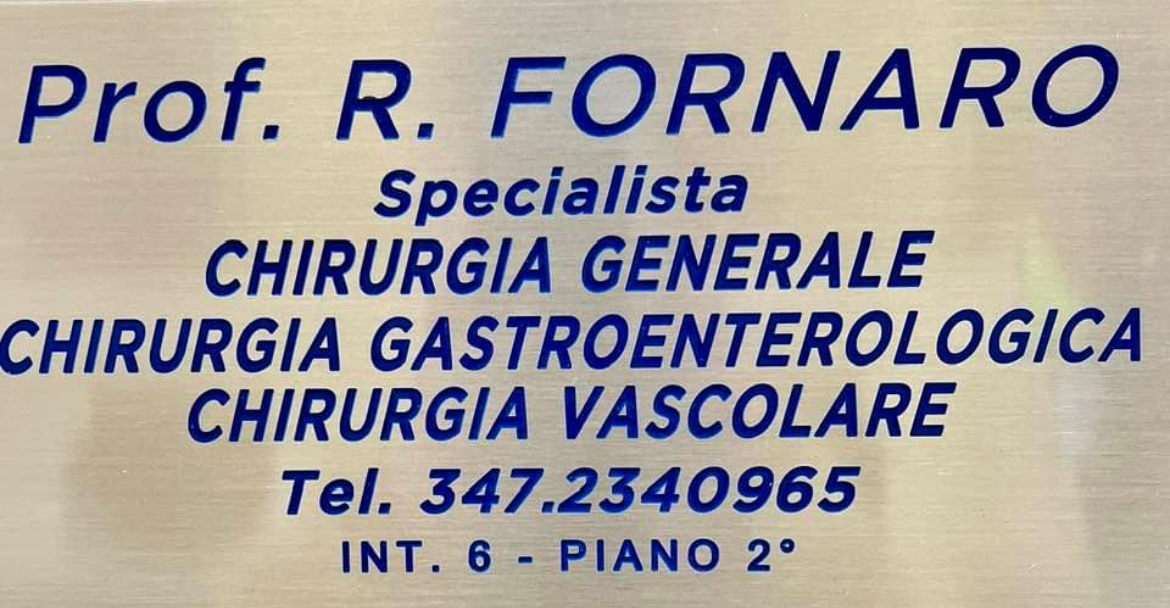 Prof. R. FORNARO
Specialista
CHIRURGIA GENERALE
CHIRURGIA GASTROENTEROLOGICA
CHIRURGIA VASCOLARE
Tel. 347.2340965
INT. 6 - PIANO 2°